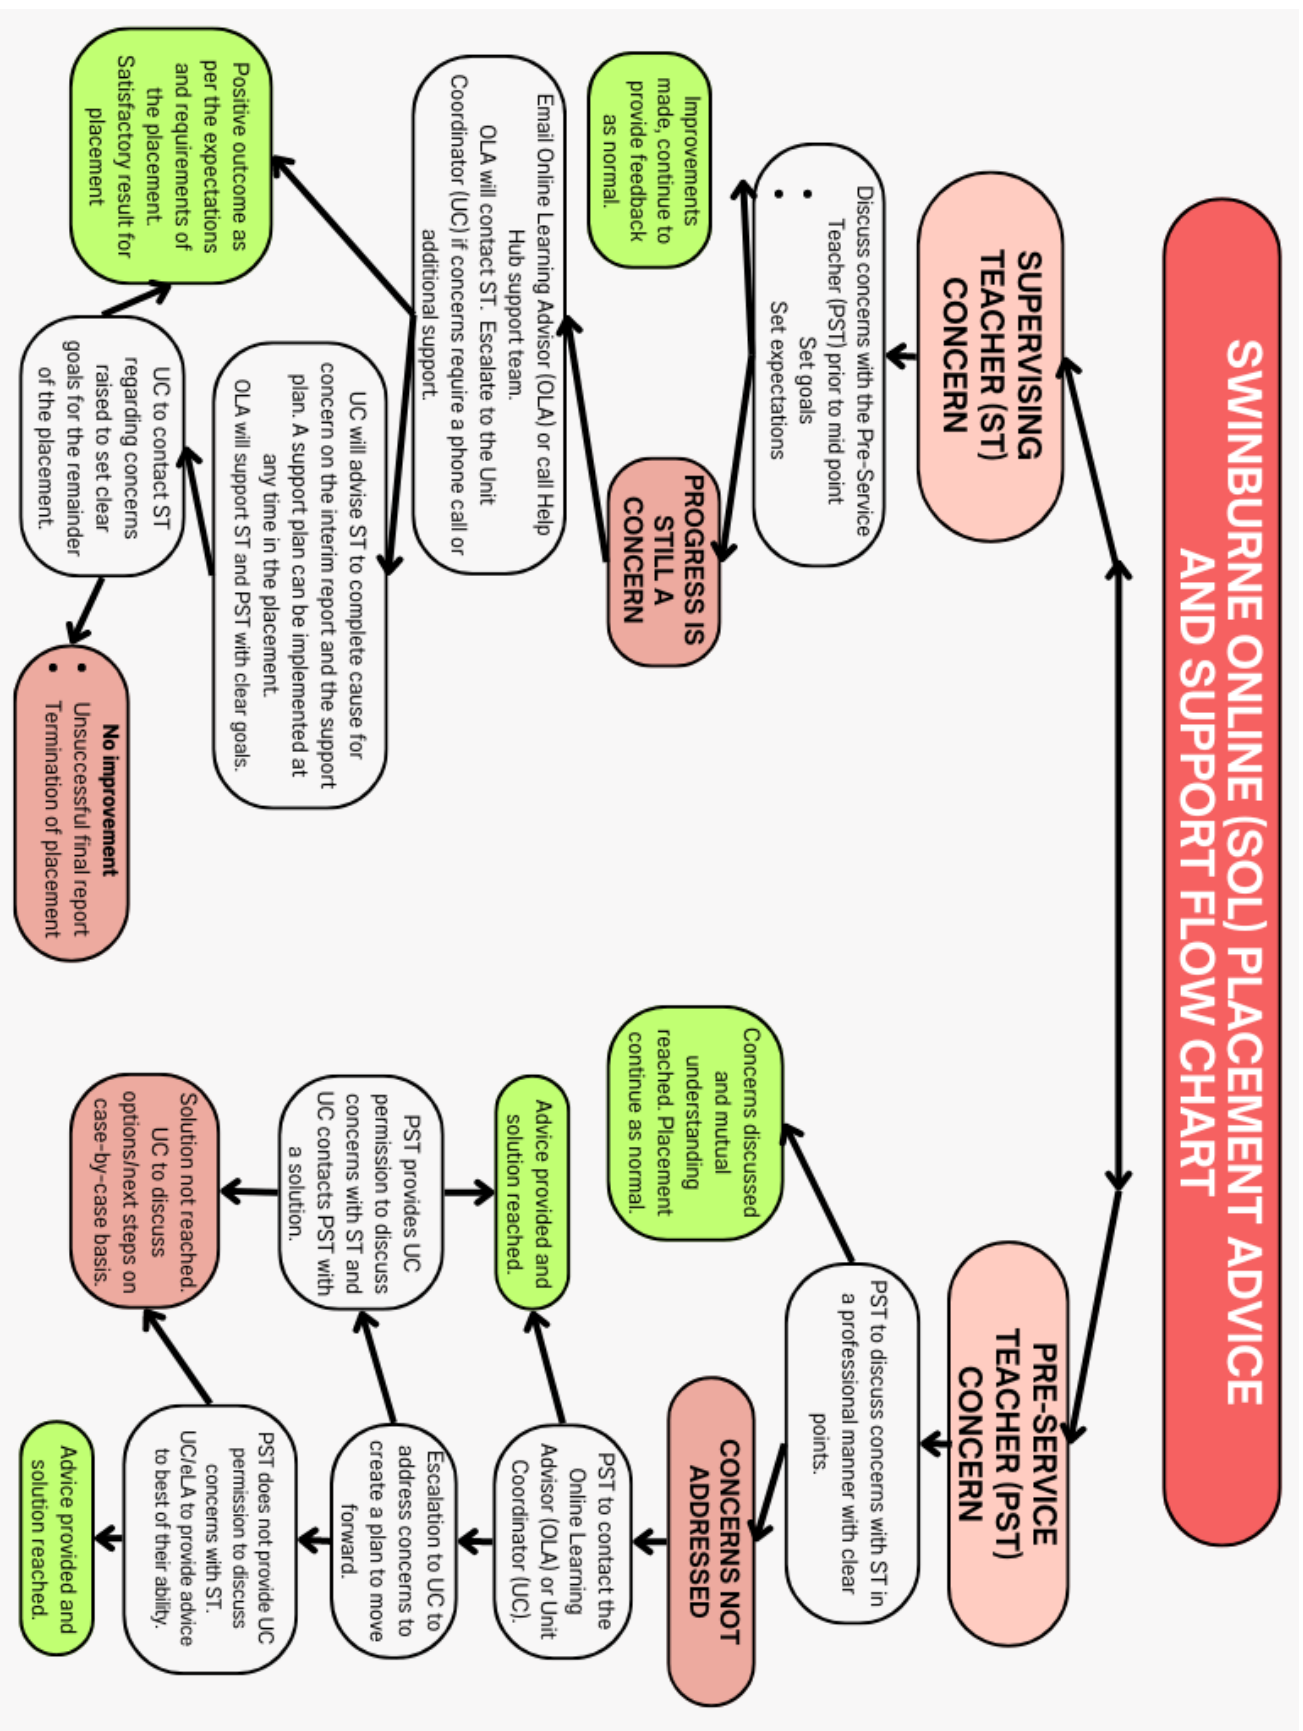 SWINBURNE ONLINE (SOL) PLACEMENT ADVICE
AND SUPPORT FLOW CHART
SUPERVISING
TEACHER (ST)
CONCERN
Discuss concerns with the Pre-Service
Teacher (PST) prior to mid point
• Set goals
• Set expectations
Improvements
made, continue to
provide feedback
as normal.
PROGRESS IS
STILL A
CONCERN
Email Online Learning Advisor (OLA) or call Help
Hub support team.
OLA will contact ST. Escalate to the Unit
Coordinator (UC) if concerns require a phone call or
additional support.
Positive outcome as
per the expectations
and requirements of
the placement.
Satisfactory result for
placement
UC will advise ST to complete cause for
concern on the interim report and the support
plan. A support plan can be implemented at
any time in the placement.
OLA will support ST and PST with clear goals.
UC to contact ST
regarding concerns
raised to set clear
goals for the remainder
of the placement.
No improvement
• Unsuccessful final report
• Termination of placement
PRE-SERVICE
TEACHER (PST)
CONCERN
PST to discuss concerns with ST in
a professional manner with clear
points.
Concerns discussed
and mutual
understanding
reached. Placement
continue as normal.
CONCERNS NOT
ADDRESSED
PST to contact the
Online Learning
Advisor (OLA) or Unit
Coordinator (UC).
Advice provided and
solution reached.
Escalation to UC to
address concerns to
create a plan to move
forward.
PST provides UC
permission to discuss
concerns with ST and
UC contacts PST with
a solution.
PST does not provide UC
permission to discuss
concerns with ST.
UC/eLA to provide advice
to best of their ability.
Solution not reached.
UC to discuss
options/next steps on
case-by-case basis.
Advice provided and
solution reached.